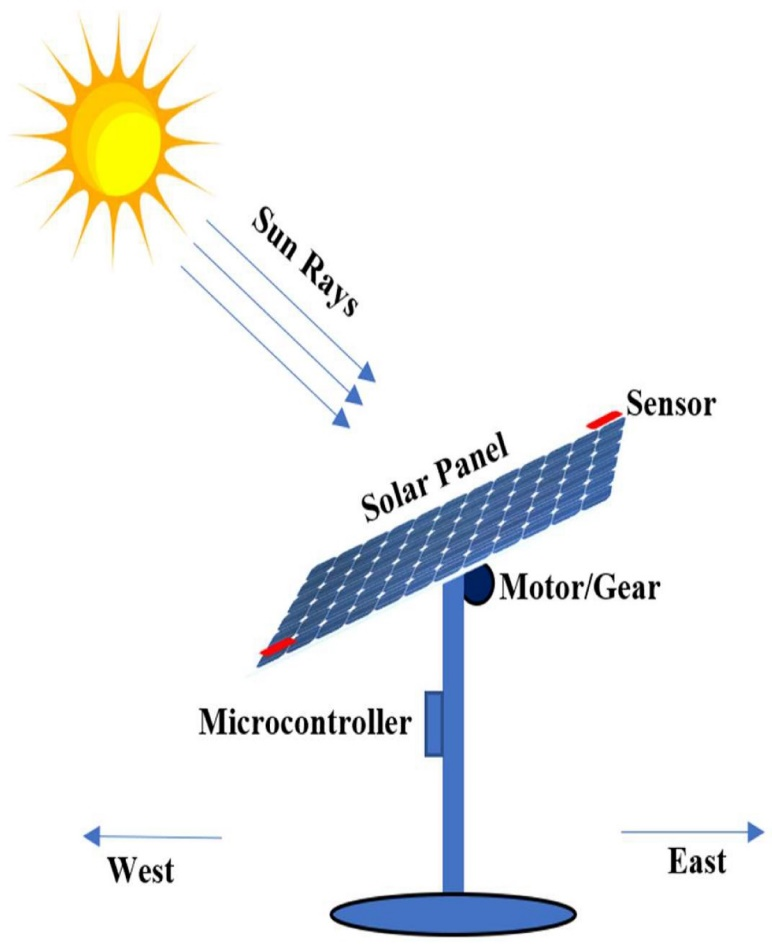 Sun Rays
Sensor
Solar Panel
Motor/Gear
Microcontroller
West
East